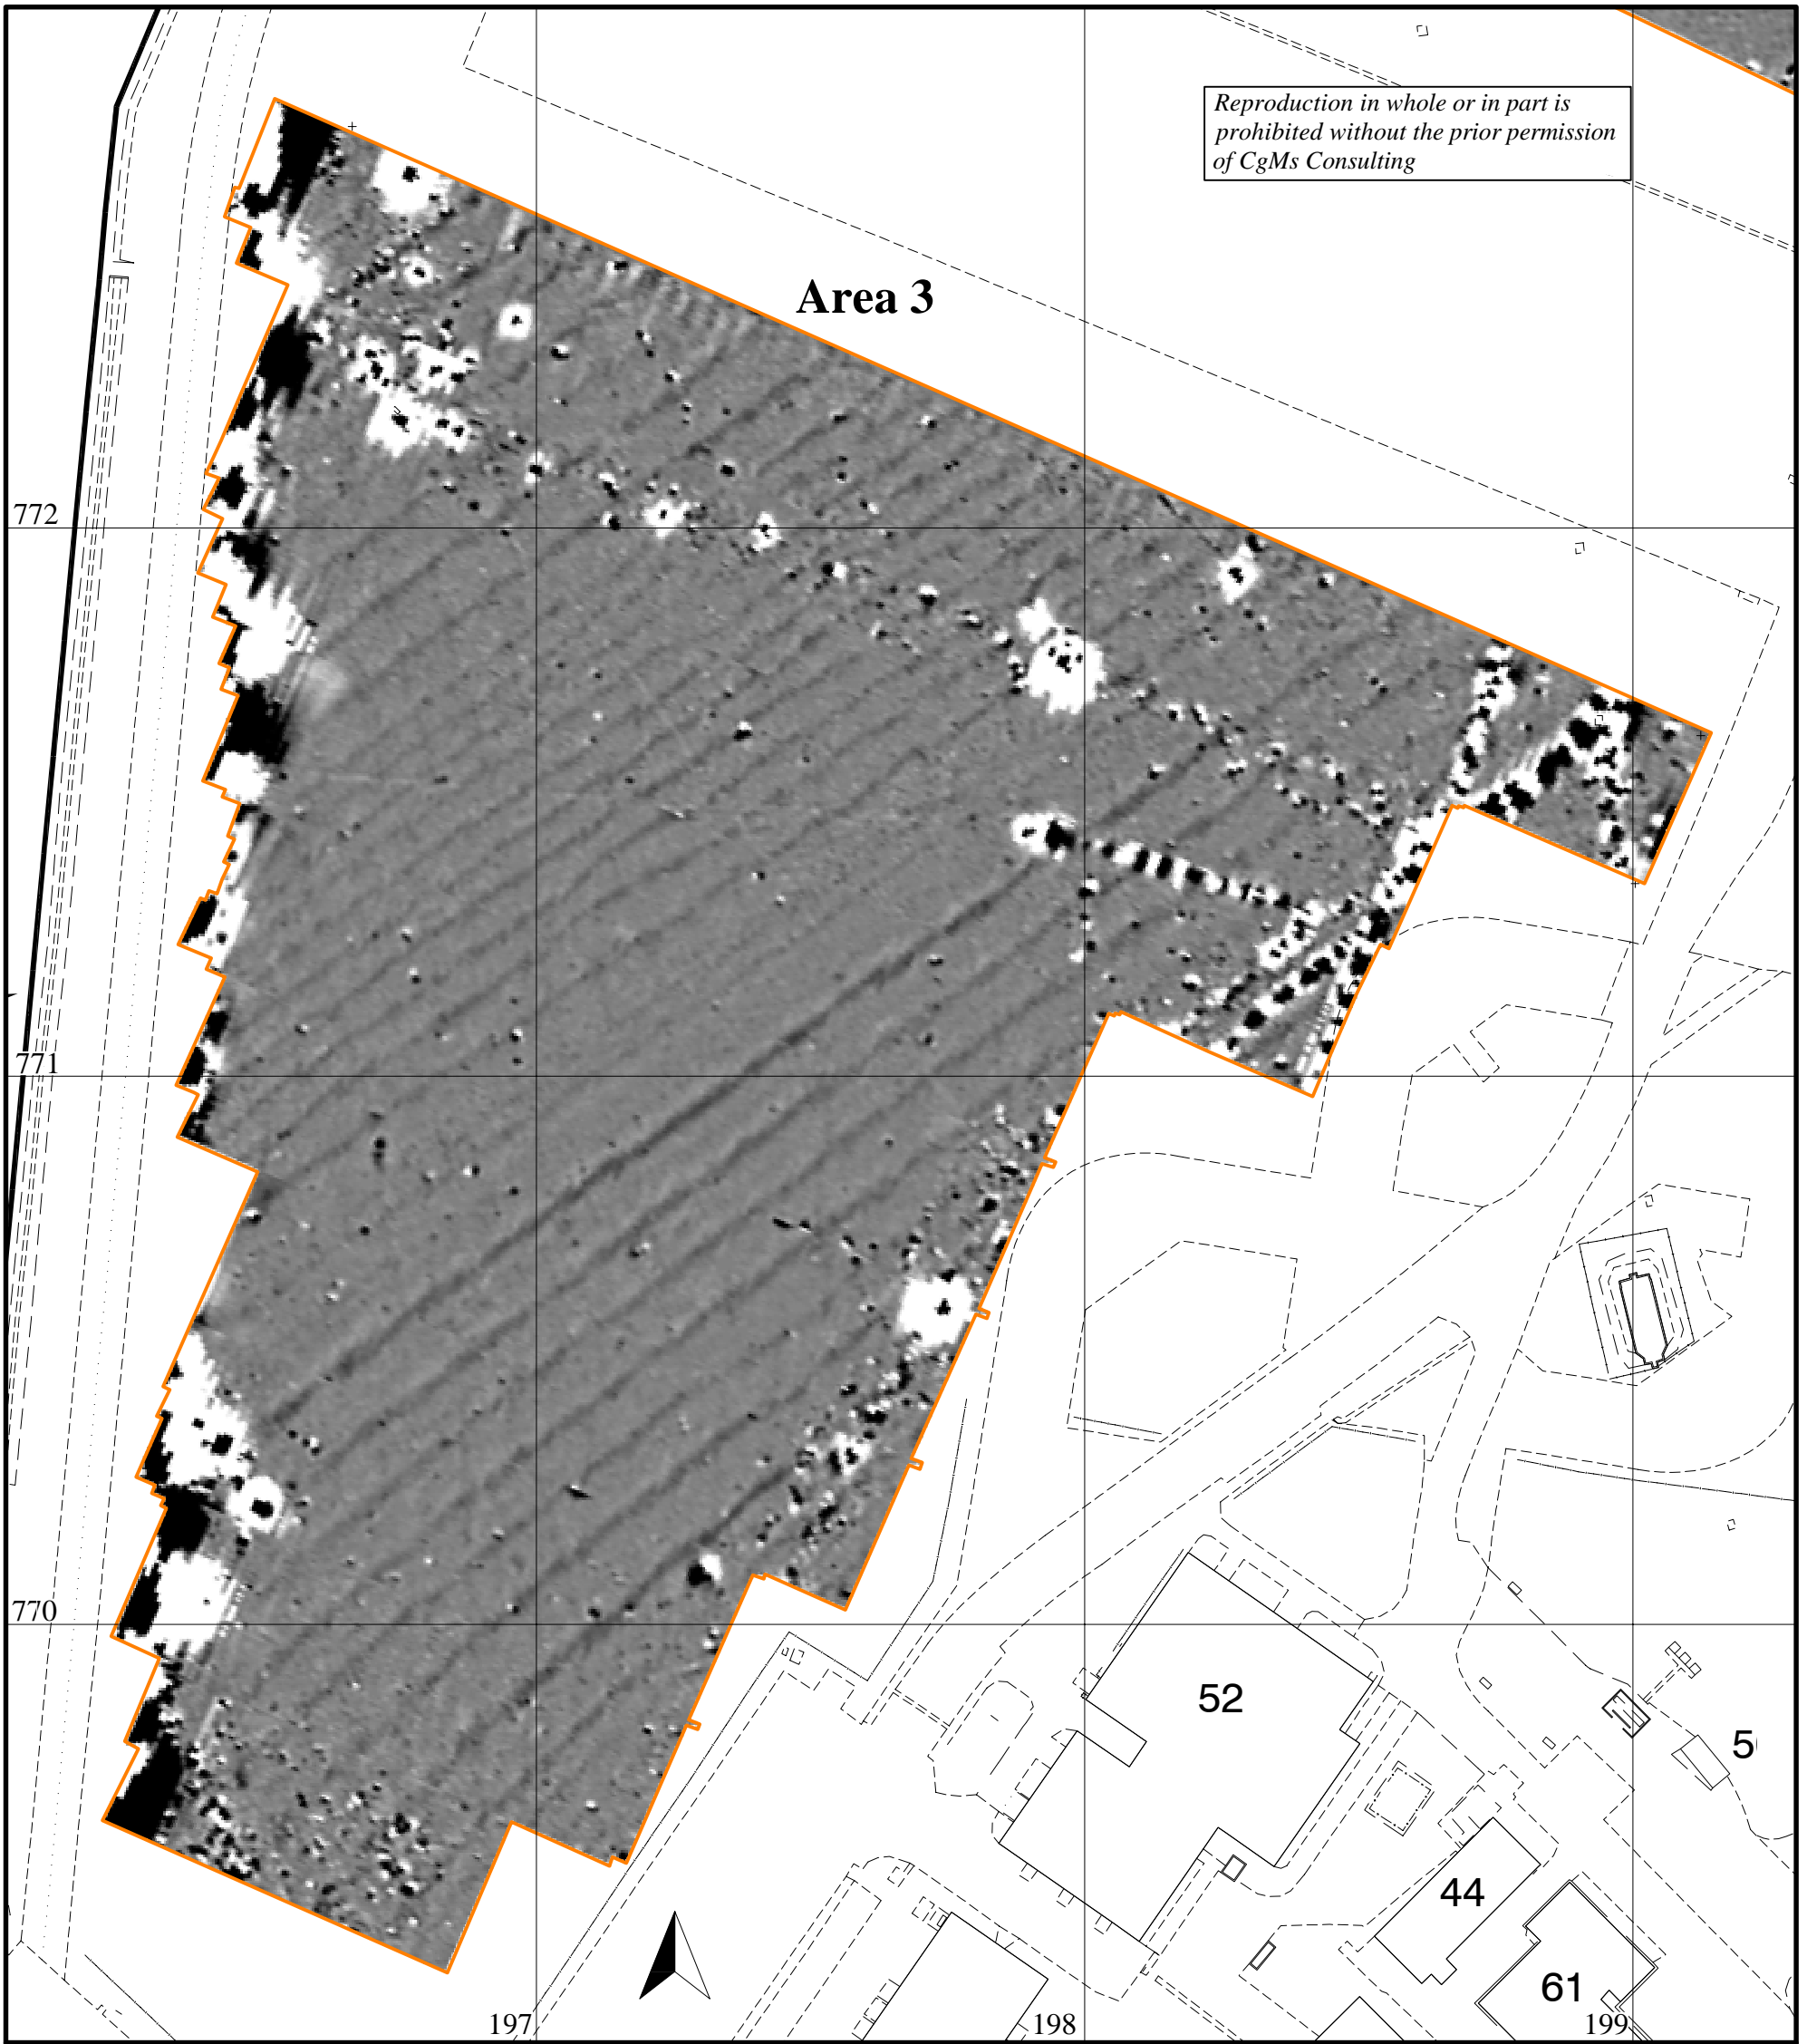 Reproduction in whole or in part is
prohibited without the prior permission
of CgMs Consulting
Area 3
772
771
770
52
5
44
61
197
198
199